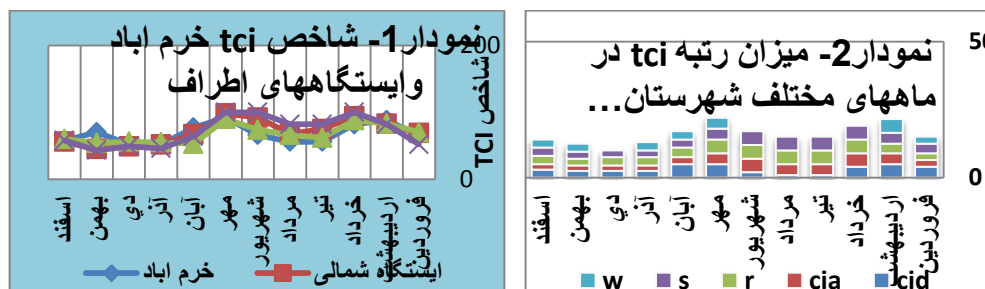 نمودار1- شاخص tci خرم اباد
وایستگاههای اطراف
200
0
شاخص TCI
فروردین
اردیبهشت
خرداد
تیر
مرداد
شهریور
مهر
آبان
آذر
دي
بهمن
اسفند
خرم اباد
ایستگاه شمالی
نمودار2- میزان رتبه tci در
ماههای مختلف شهرستان...
50
0
فروردین
اردیبهشت
خرداد
تیر
مرداد
شهریور
مهر
آبان
آذر
دي
بهمن
اسفند
w s r cia cid